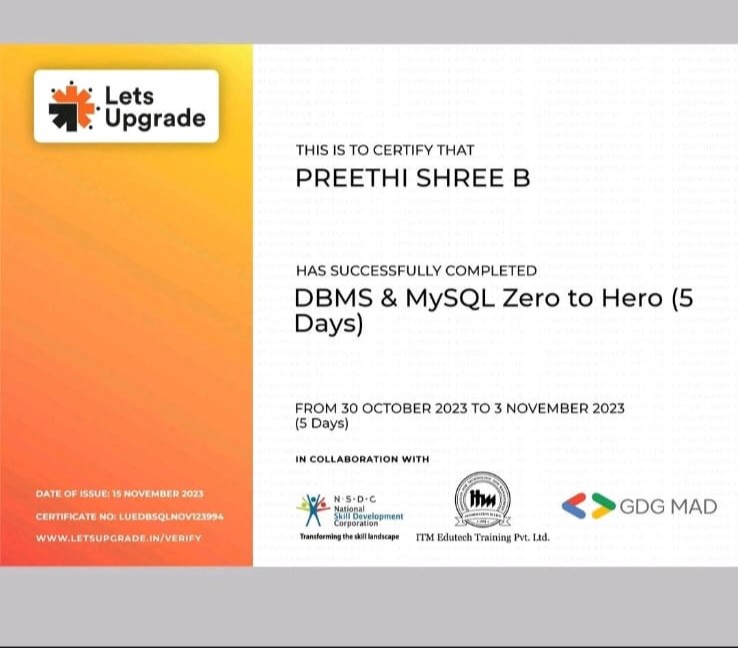 Lets
Upgrade
THIS IS TO CERTIFY THAT
PREETHI SHREE B
HAS SUCCESSFULLY COMPLETED
DBMS & MySQL Zero to Hero (5
Days)
FROM 30 OCTOBER 2023 TO 3 NOVEMBER 2023
(5 Days)
IN COLLABORATION WITH
N·S·D·C
National
Skill Development
Corporation
Transforming the skill landscape
itm
ITM Edutech Training Pvt. Ltd.
GDG MAD
DATE OF ISSUE: 15 NOVEMBER 2023
CERTIFICATE NO: LUEDBSQLNOV123994
WWW.LETSUPGRADE.IN/VERIFY